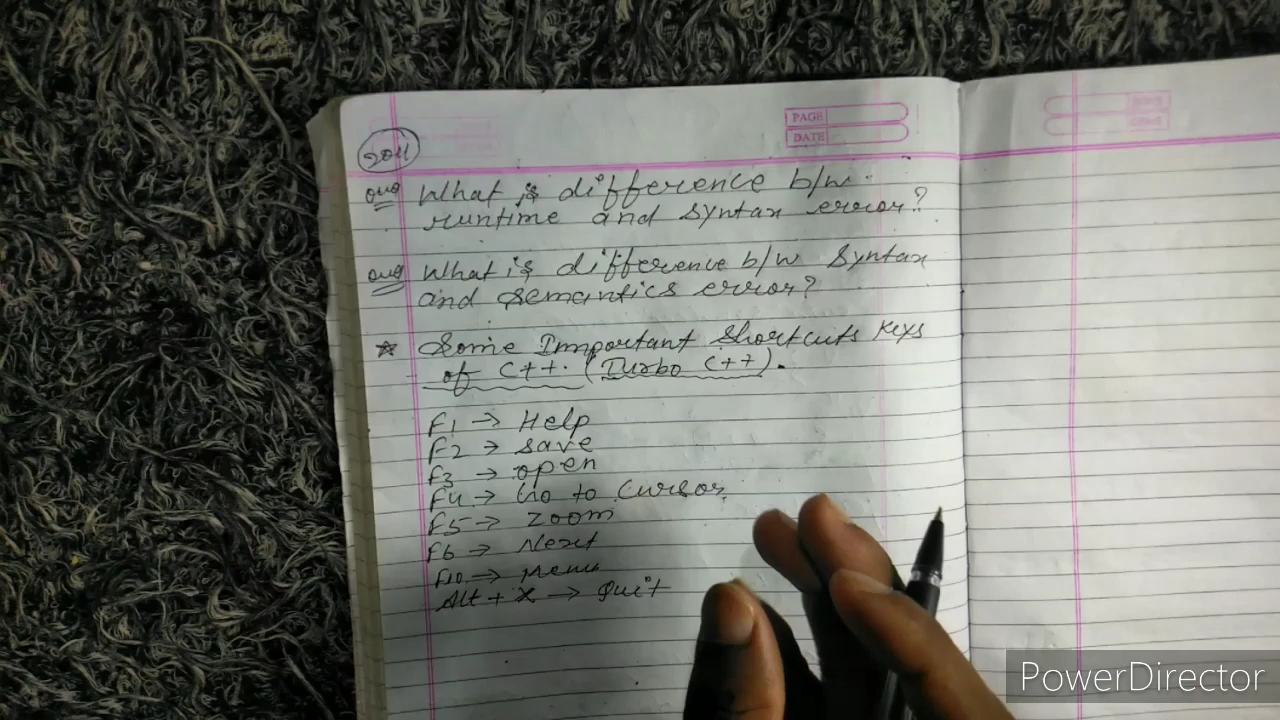 PAGE
DATE
2011
Que What is difference b/w
runtime and Syntax error?
Que What is difference b/w Syntax
and Semantics error?
☆ Some Important Shortcuts Keys
of C++. (Turbo C++).
F1 → Help
F2 → save
F3 → open
F4 → Go to Cursor
F5 → Zoom
F6 → Next
F10 → Menu
Alt + X → Quit
PowerDirector